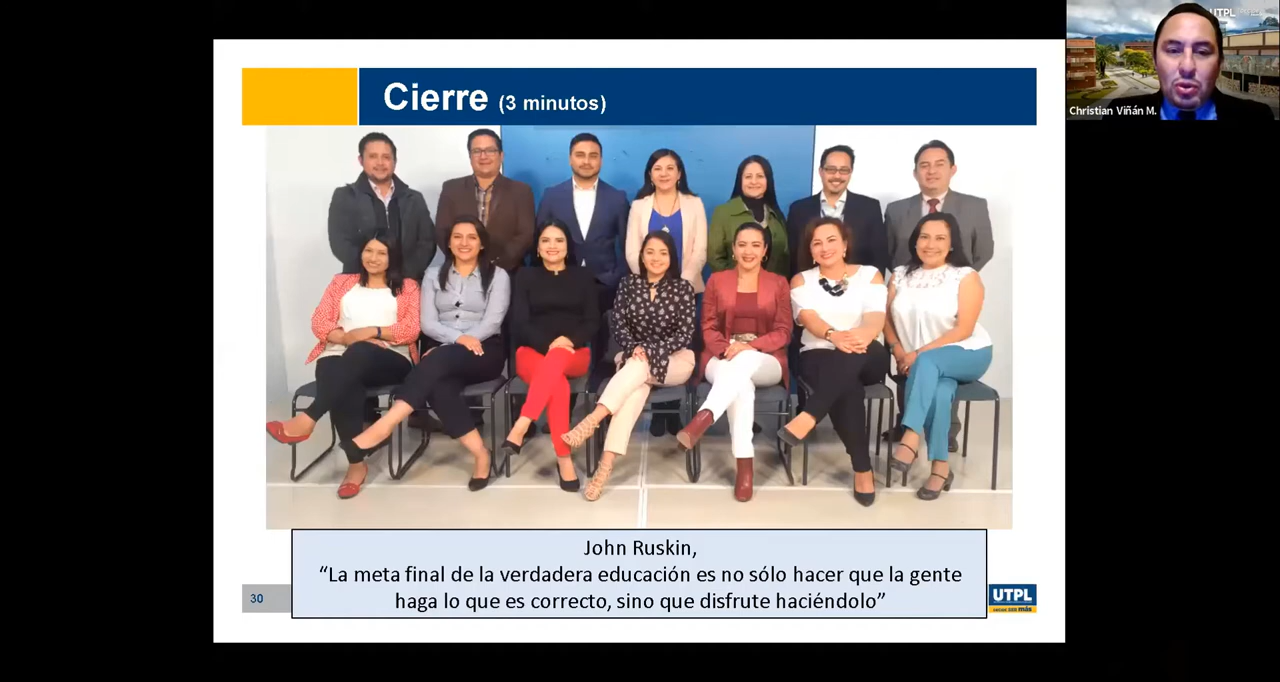 Cierre (3 minutos)
UTPL
Christian Viñán M.
John Ruskin,
“La meta final de la verdadera educación es no sólo hacer que la gente
haga lo que es correcto, sino que disfrute haciéndolo”
30
UTPL